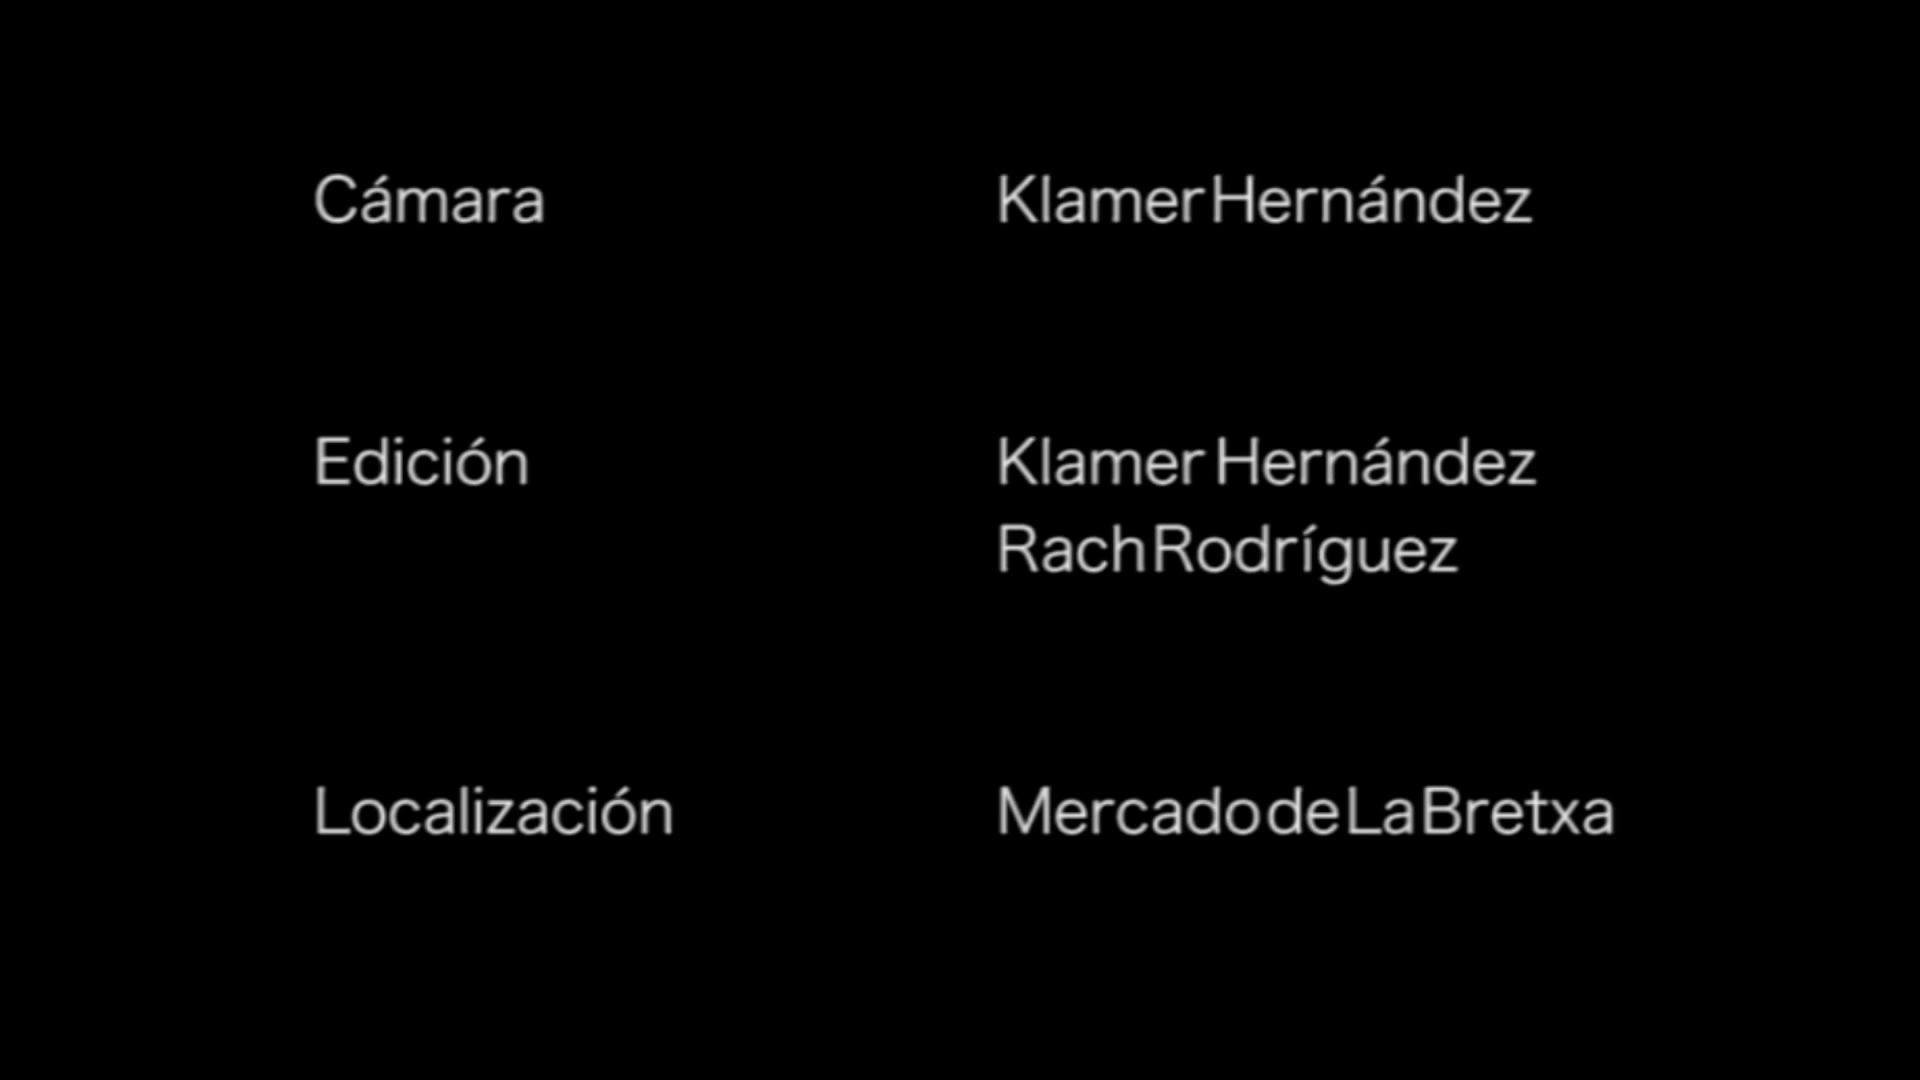 Cámara Klamer Hernández
Edición Klamer Hernández
Rach Rodríguez
Localización Mercado de La Bretxa